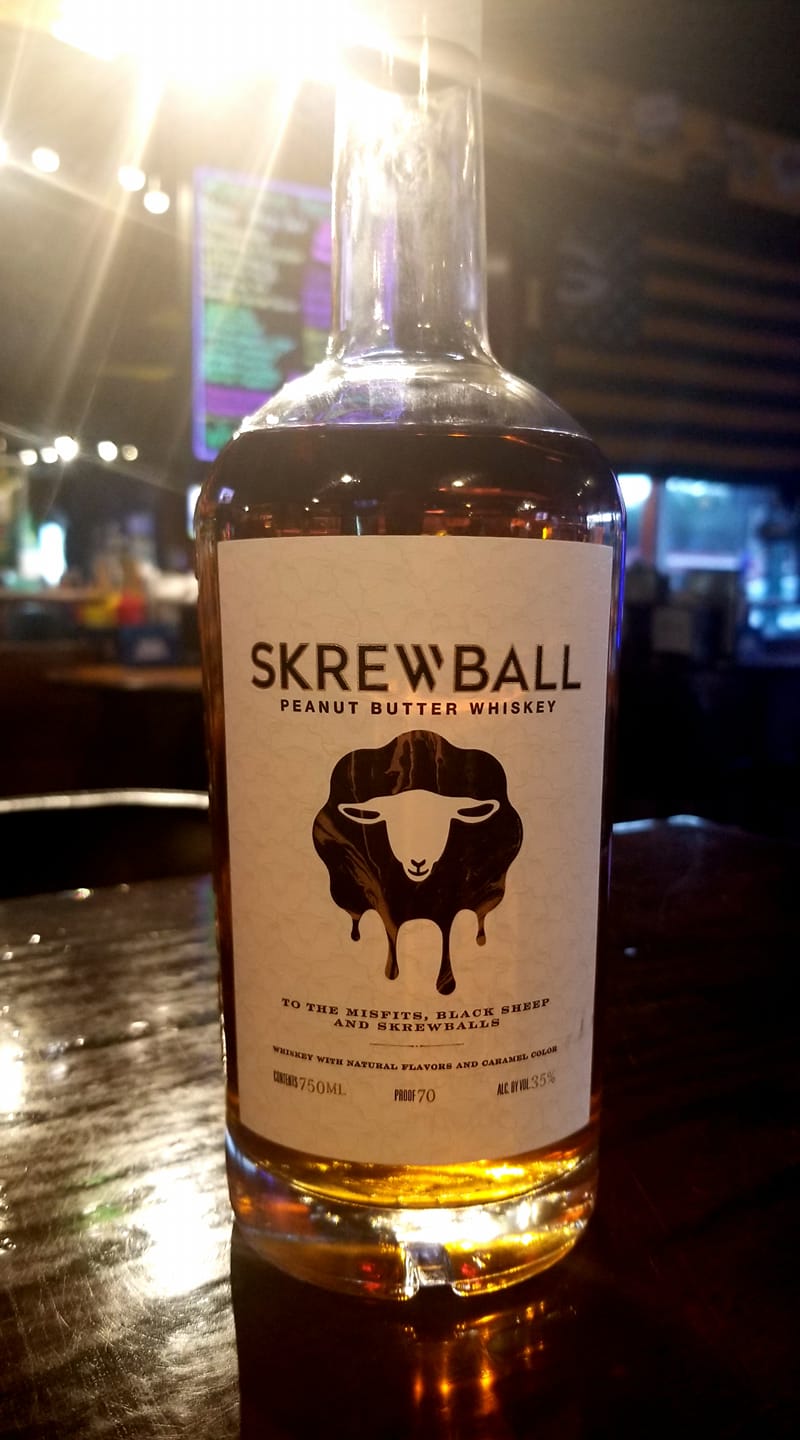 SKREWBALL
PEANUT BUTTER WHISKEY
TO THE MISFITS, BLACK SHEEP
AND SKREWBALLS
WHISKEY WITH NATURAL FLAVORS AND CARAMEL COLOR
CONTENTS 750ML PROOF 70 ALC. BY VOL. 35%